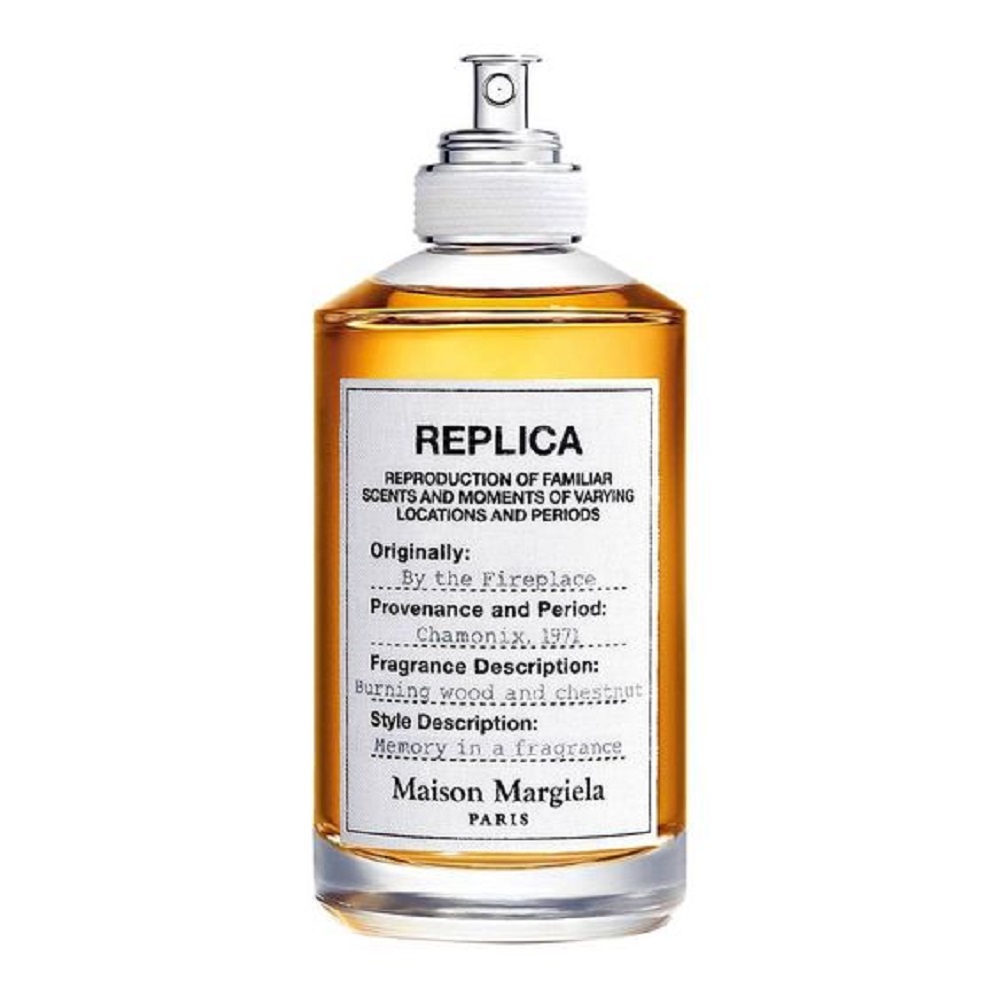 REPLICA
REPRODUCTION OF FAMILIAR
SCENTS AND MOMENTS OF VARYING
LOCATIONS AND PERIODS
Originally:
By the Fireplace
Provenance and Period:
Chamonix, 1971
Fragrance Description:
Burning wood and chestnut
Style Description:
Memory in a fragrance
Maison Margiela
PARIS